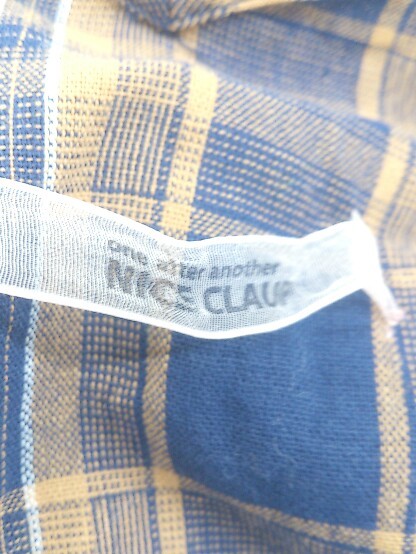 one after another
NICE CLAUP